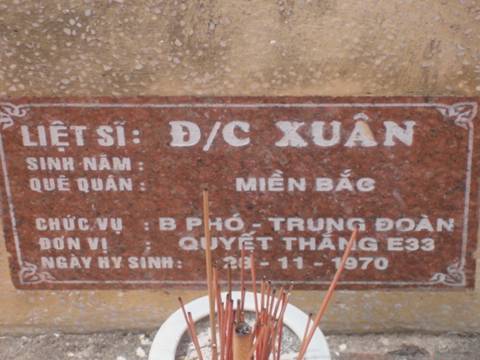 LIỆT SĨ: Đ/C XUÂN
SINH NĂM :
QUÊ QUÁN : MIỀN BẮC
CHỨC VỤ : B PHÓ - TRUNG ĐOÀN
ĐƠN VỊ : QUYẾT THẮNG E33
NGÀY HY SINH : 28 - 11 - 1970